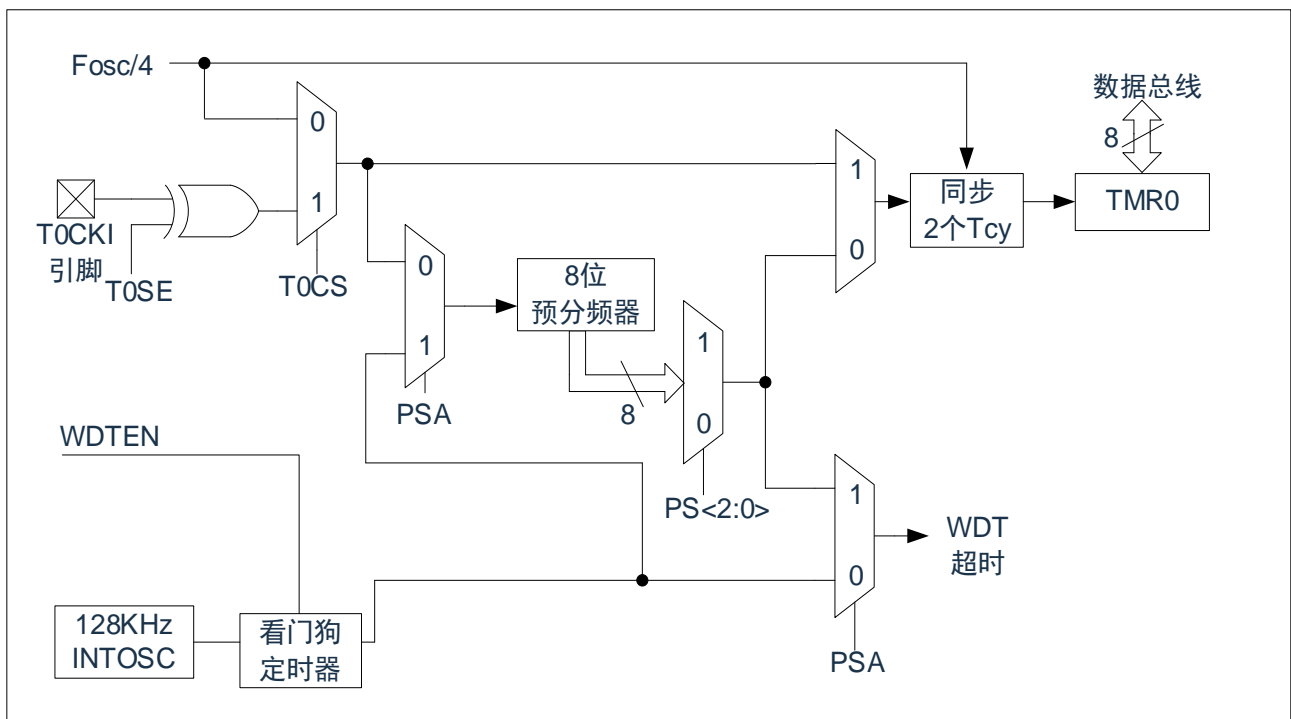 Fosc/4
数据总线
0
8
1
T0CKI
引脚
T0SE
T0CS
1
0
同步
2个Tcy
TMR0
0
1
PSA
8位
预分频器
8
1
0
PS<2:0>
WDTEN
1
0
PSA
WDT
超时
128KHz
INTOSC
看门狗
定时器